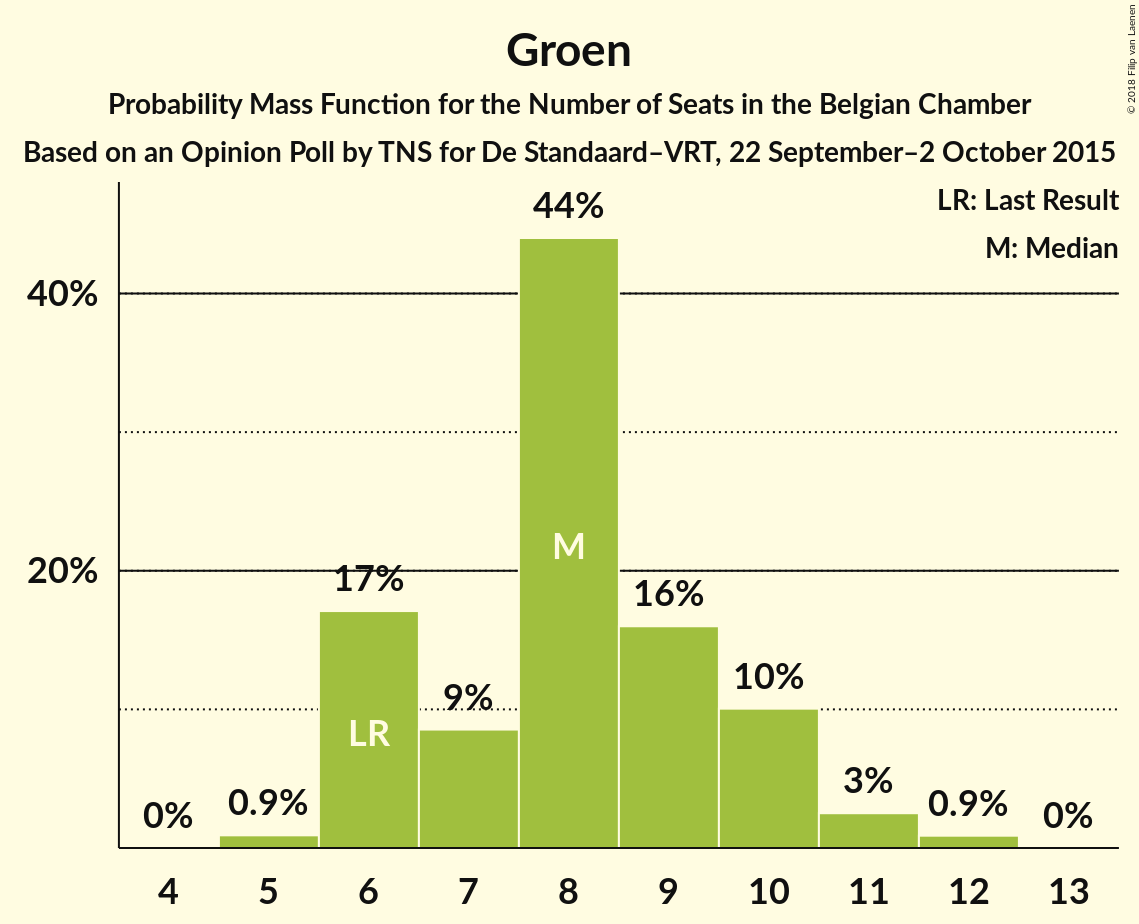 Groen
Probability Mass Function for the Number of Seats in the Belgian Chamber
Based on an Opinion Poll by TNS for De Standaard–VRT, 22 September–2 October 2015
© 2018 Filip van Laenen
LR: Last Result
M: Median
40%
20%
0%
0.9%
17%
9%
44%
16%
10%
3%
0.9%
0%
LR
M
4 5 6 7 8 9 10 11 12 13